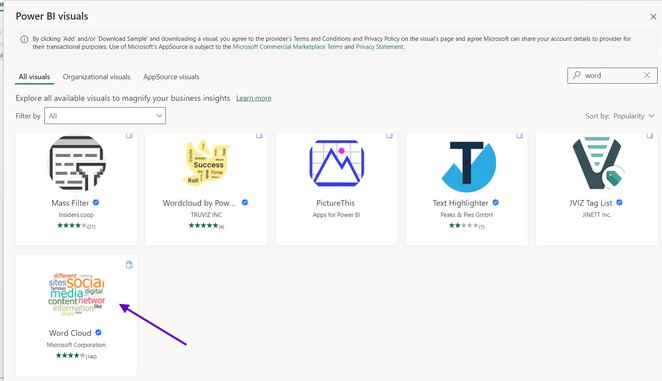 Power BI visuals
By clicking 'Add' and/or 'Download Sample' and downloading a visual, you agree to the provider's Terms and Conditions and Privacy Policy on the visual's page and agree Microsoft can share your account details to provider for
their transactional purposes. Use of Microsoft's AppSource is subject to the Microsoft Commercial Marketplace Terms and Privacy Statement.
All visuals Organizational visuals AppSource visuals
word
Explore all available visuals to magnify your business insights Learn more
Filter by All
Sort by: Popularity
Mass Filter
Insiders.coop
(21)
Success
Roll
Time
Wordcloud by Pow...
TRUVIZ INC
(4)
PictureThis
Apps for Power BI
T
Text Highlighter
Peaks & Pies GmbH
(1)
JVIZ Tag List
JINETT Inc.
different
sites social
famous
media digital
content networ
information like
share
Word Cloud
Microsoft Corporation
(140)